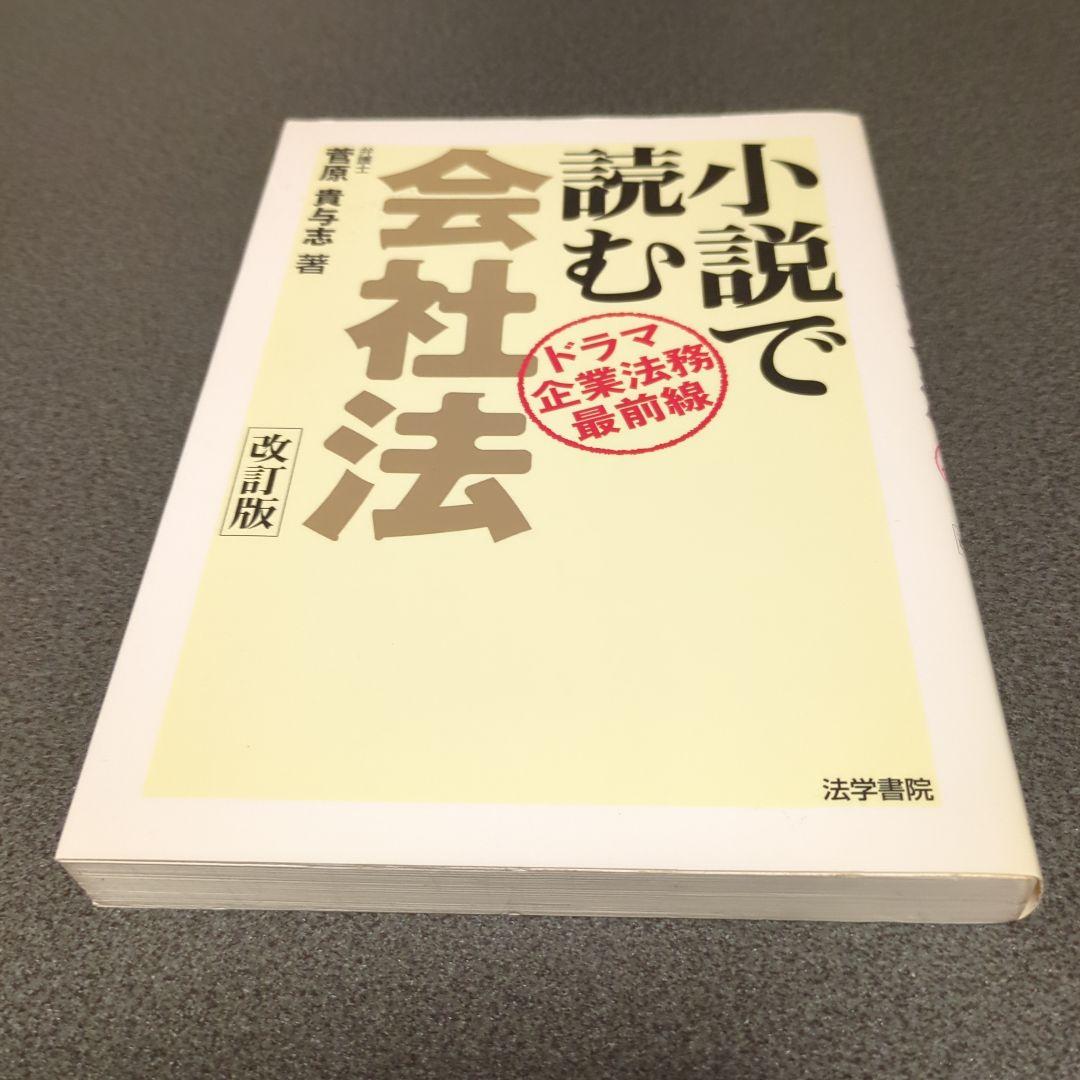 小説で
読む
会社法
ドラマ
企業法務
最前線
弁護士
菅原 貴与志 著
改訂版
法学書院